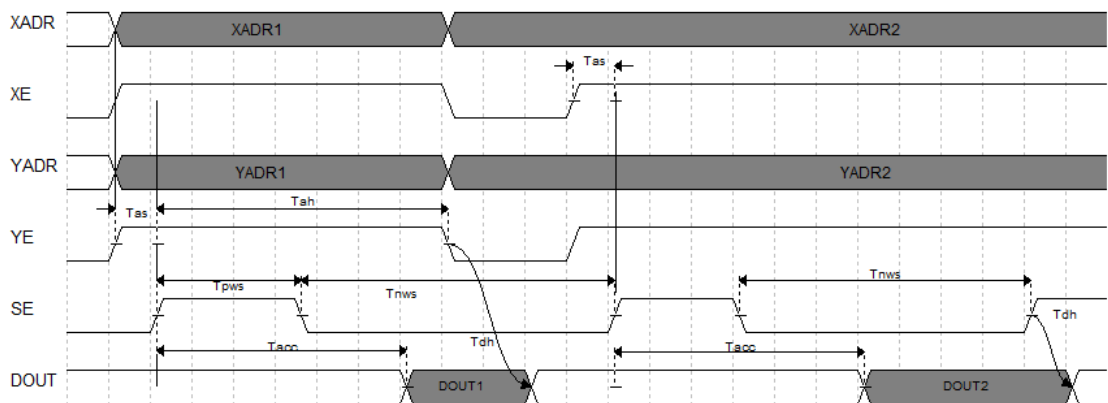 XADR XADR1 XADR2
Tas
XE
YADR YADR1 YADR2
Tas Tah
YE
Tpws Tnws Tnws
SE Tdh Tdh
Tacc Tacc
DOUT DOUT1 DOUT2